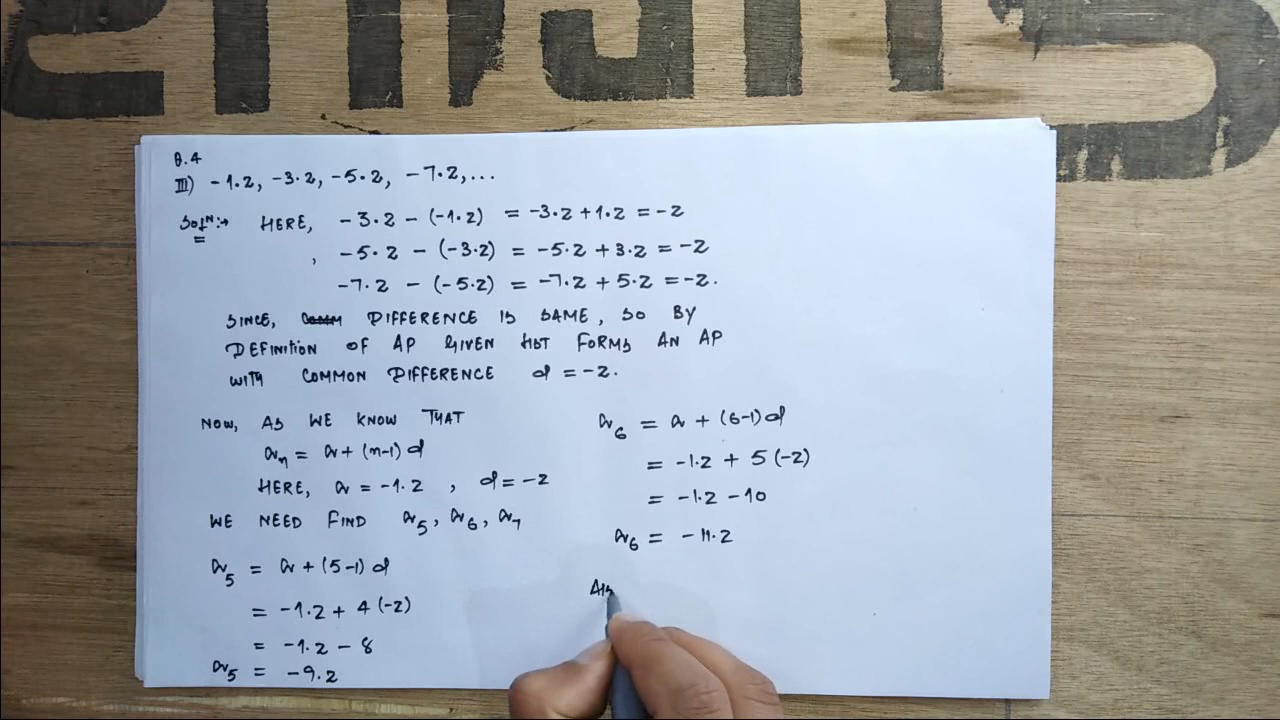 Q.4
III) -1.2, -3.2, -5.2, -7.2,...
Solⁿ:→ HERE, -3.2 - (-1.2) = -3.2+1.2 = -2
, -5.2 - (-3.2) = -5.2 + 3.2 = -2
-7.2 - (-5.2) = -7.2 + 5.2 = -2.
SINCE, DIFFERENCE IS SAME, SO BY
DEFINITION OF AP GIVEN LIST FORMS AN AP
WITH COMMON DIFFERENCE d = -2.
NOW, AS WE KNOW THAT
aₙ = a + (n-1) d
HERE, a = -1.2 , d = -2
WE NEED FIND a₅, a₆, a₇
a₅ = a + (5-1) d
= -1.2 + 4 (-2)
= -1.2 - 8
a₅ = -9.2
a₆ = a + (6-1) d
= -1.2 + 5 (-2)
= -1.2 - 10
a₆ = -11.2